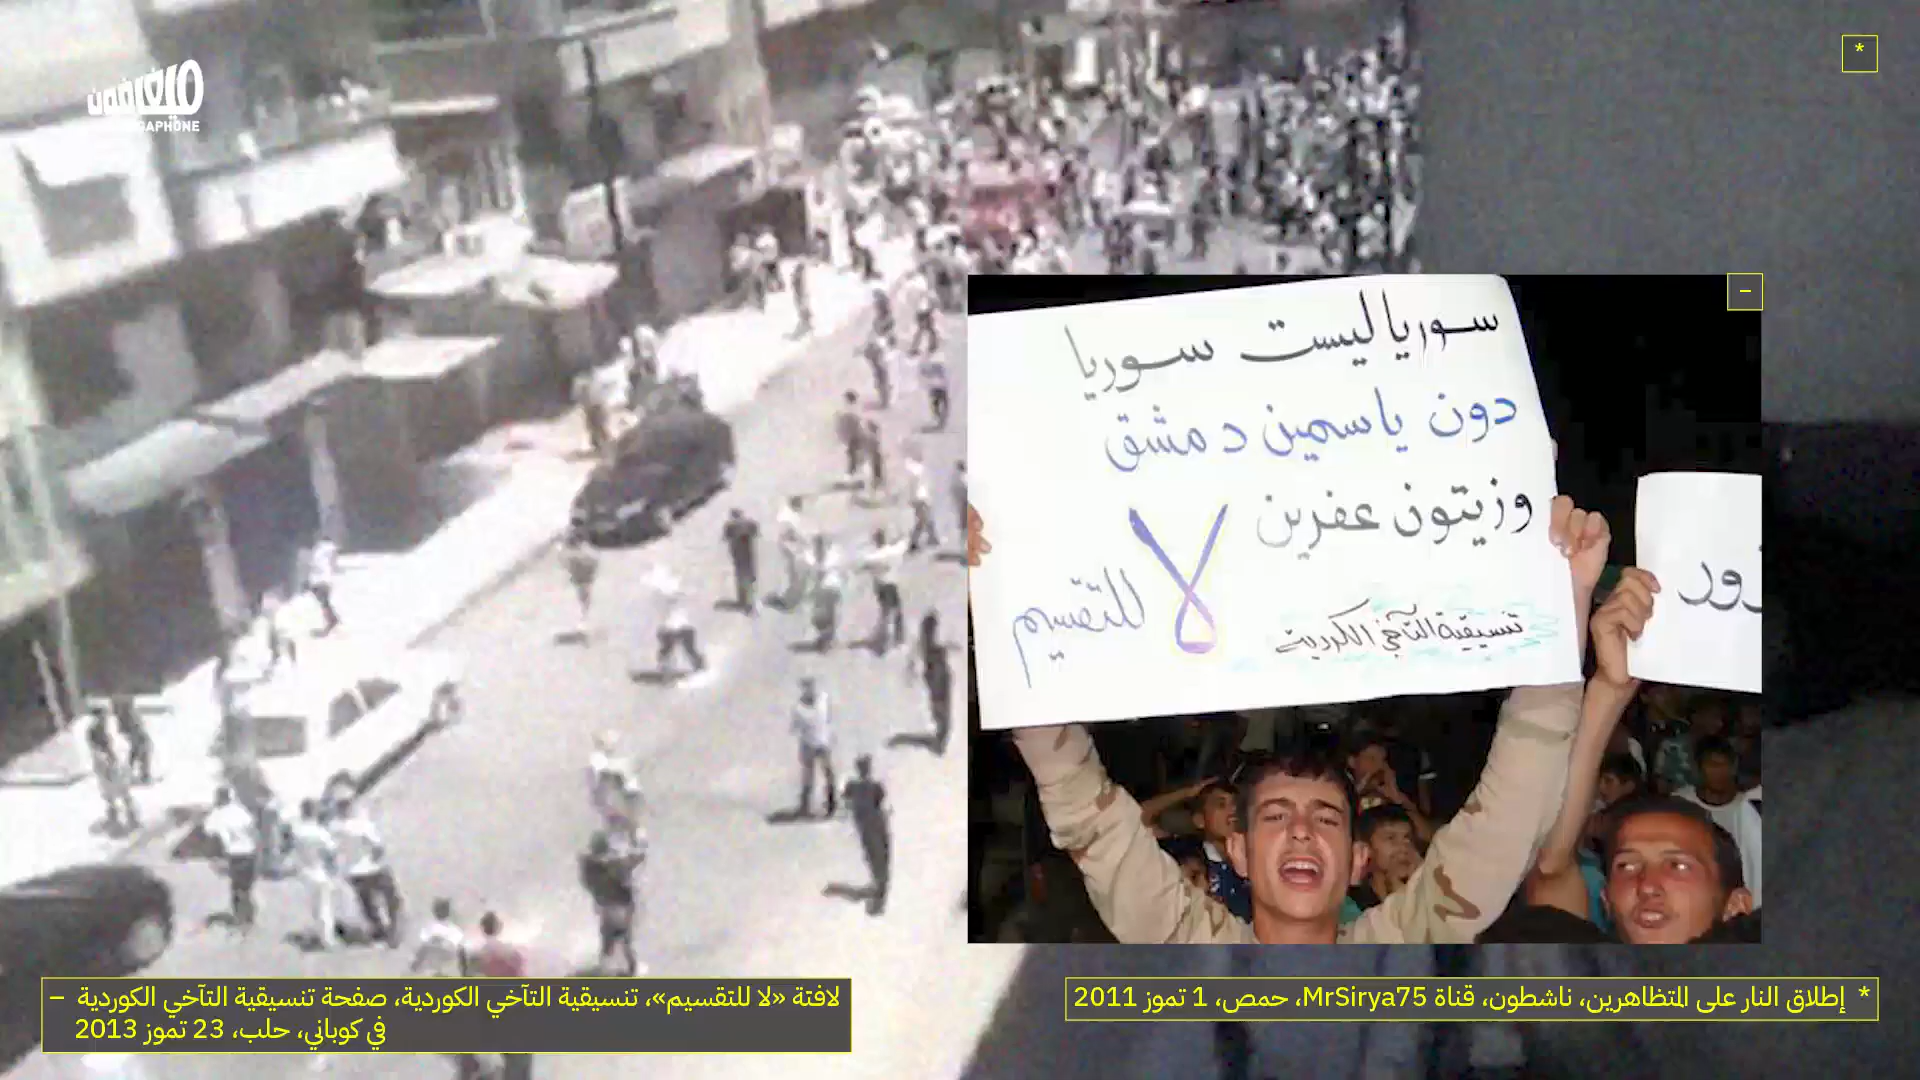 ميغافون
MEGAPHONE
*
–
سوريا ليست سوريا
دون ياسمين دمشق
وزيتون عفرين
لا للتقسيم
تنسيقية التآخي الكردية
– لافتة «لا للتقسيم»، تنسيقية التآخي الكوردية، صفحة تنسيقية التآخي الكوردية
في كوباني، حلب، 23 تموز 2013
* إطلاق النار على المتظاهرين، ناشطون، قناة MrSirya75، حمص، 1 تموز 2011